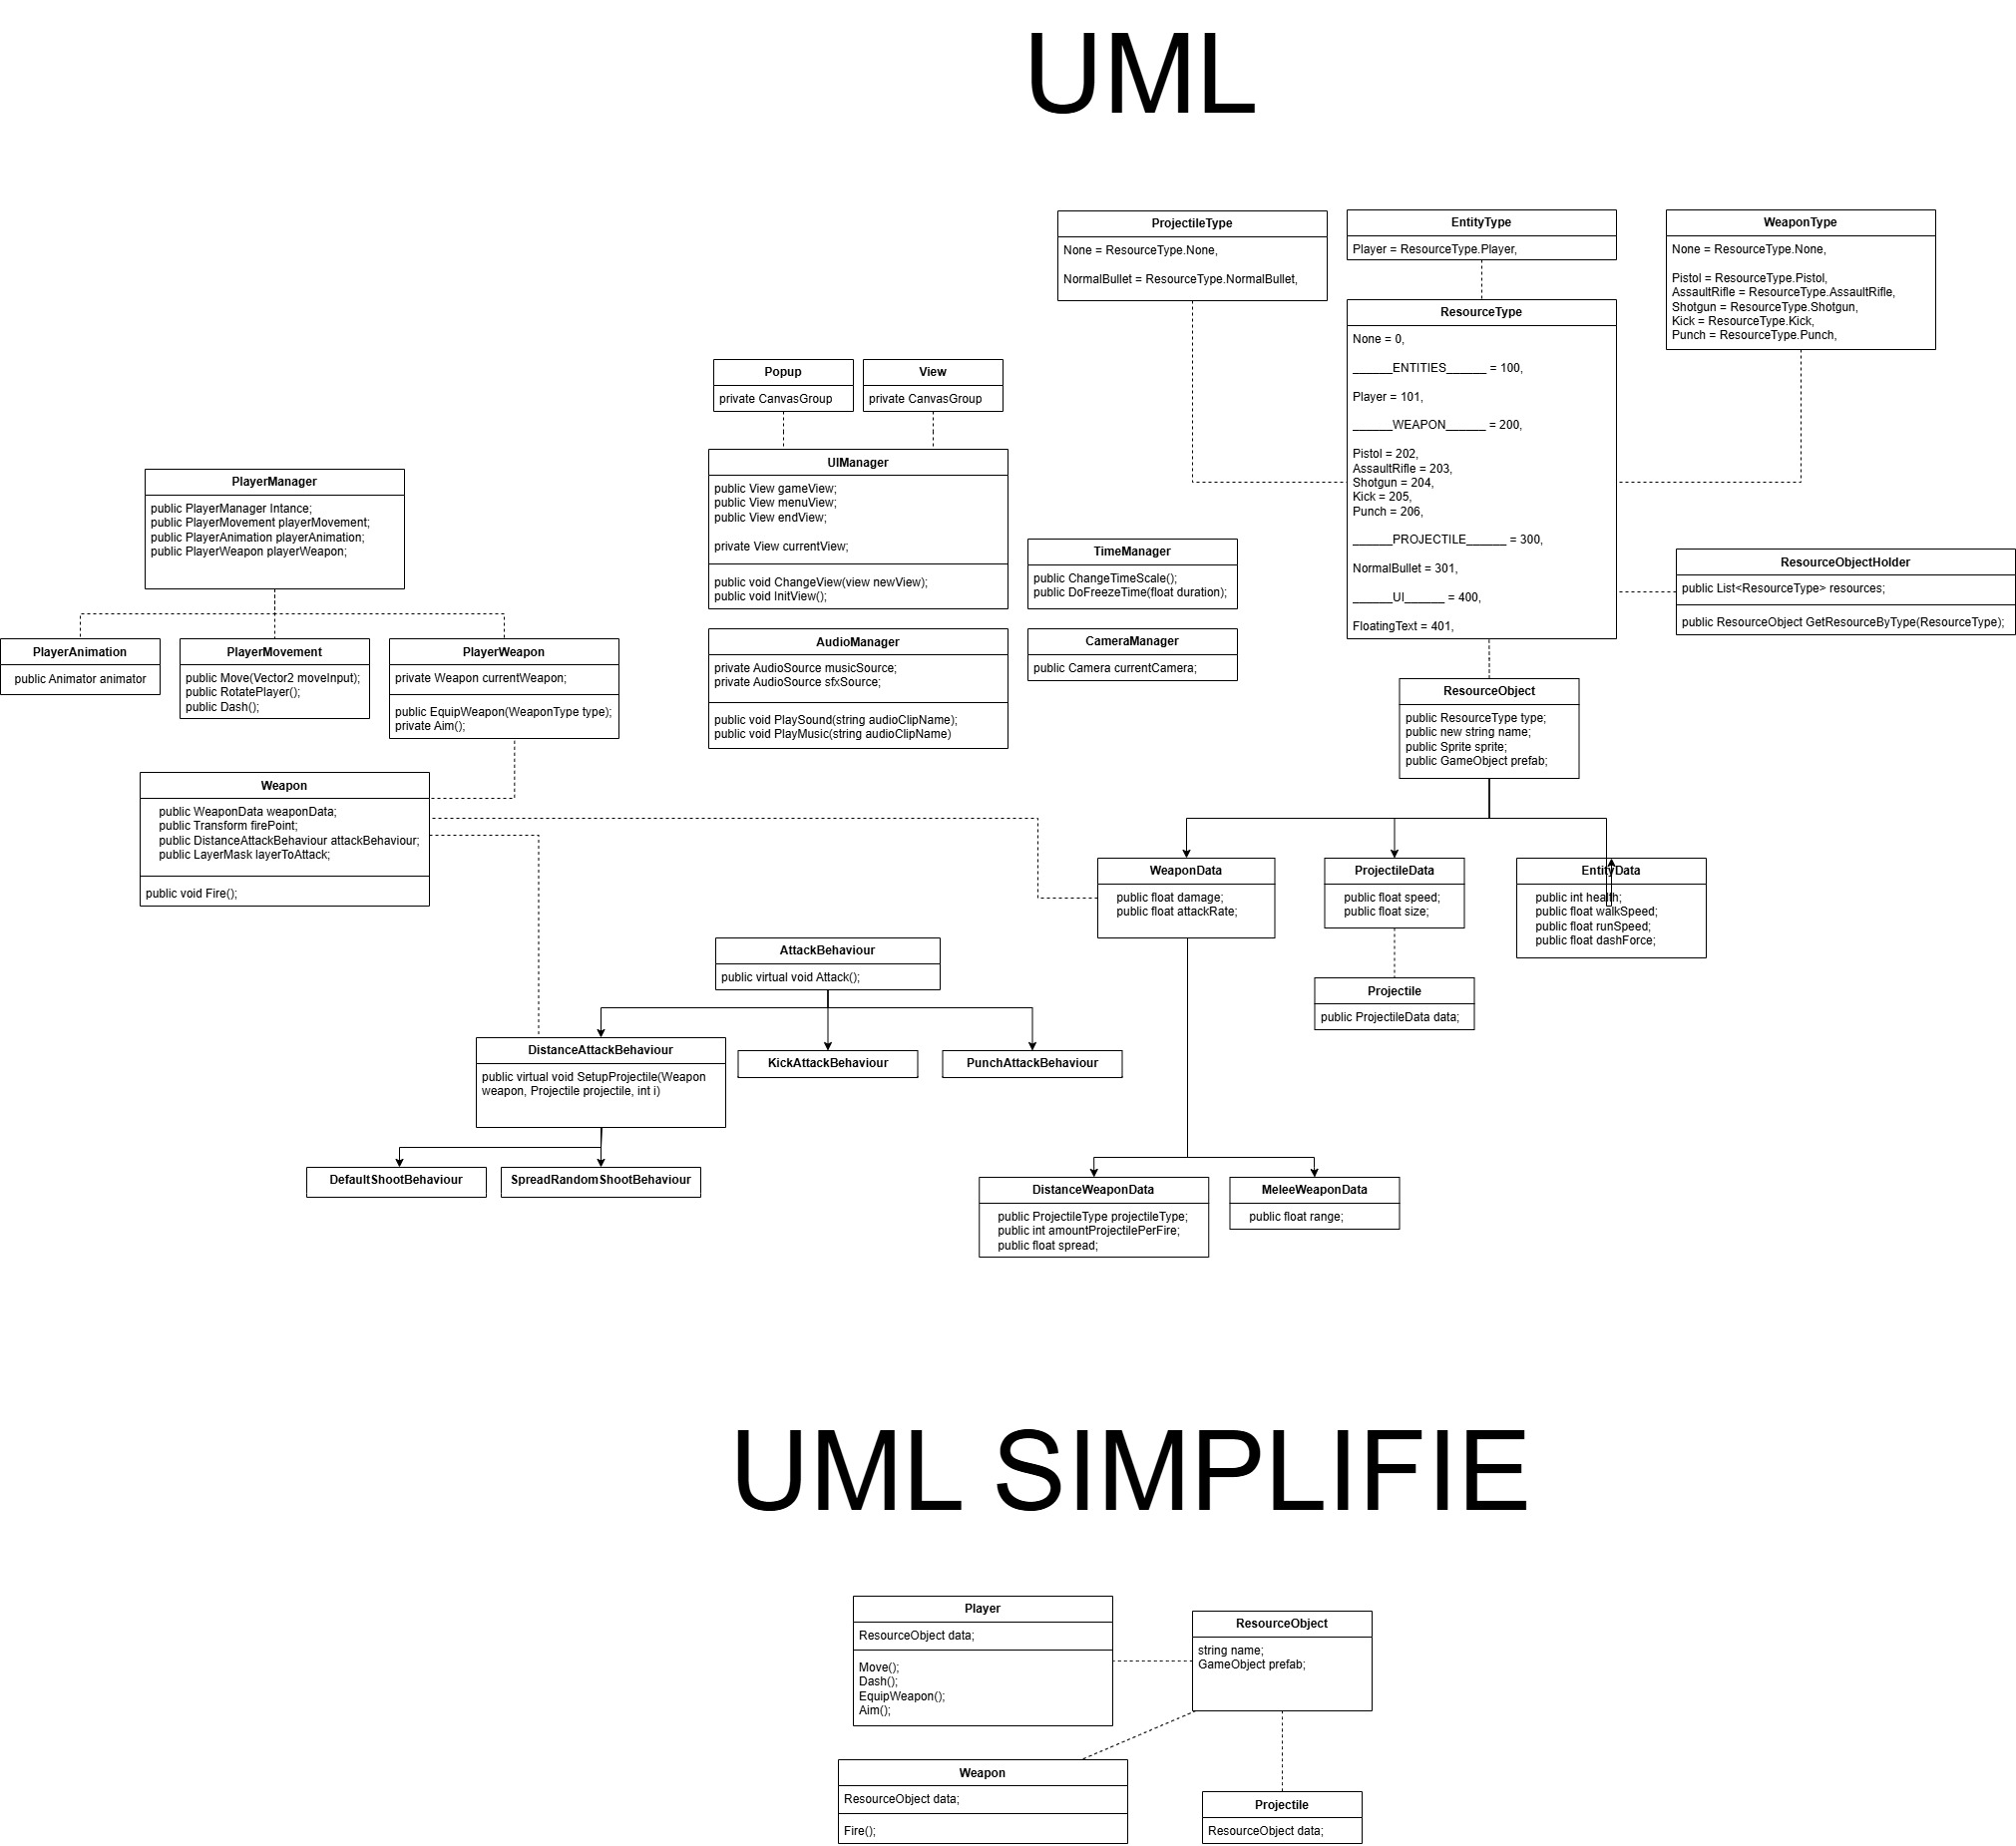 UML
ProjectileType
None = ResourceType.None,
NormalBullet = ResourceType.NormalBullet,
EntityType
Player = ResourceType.Player,
WeaponType
None = ResourceType.None,
Pistol = ResourceType.Pistol,
AssaultRifle = ResourceType.AssaultRifle,
Shotgun = ResourceType.Shotgun,
Kick = ResourceType.Kick,
Punch = ResourceType.Punch,
ResourceType
None = 0,
______ENTITIES______ = 100,
Player = 101,
______WEAPON______ = 200,
Pistol = 202,
AssaultRifle = 203,
Shotgun = 204,
Kick = 205,
Punch = 206,
______PROJECTILE______ = 300,
NormalBullet = 301,
______UI______ = 400,
FloatingText = 401,
Popup
private CanvasGroup
View
private CanvasGroup
UIManager
public View gameView;
public View menuView;
public View endView;
private View currentView;
public void ChangeView(view newView);
public void InitView();
PlayerManager
public PlayerManager Intance;
public PlayerMovement playerMovement;
public PlayerAnimation playerAnimation;
public PlayerWeapon playerWeapon;
TimeManager
public ChangeTimeScale();
public DoFreezeTime(float duration);
ResourceObjectHolder
public List<ResourceType> resources;
public ResourceObject GetResourceByType(ResourceType);
PlayerAnimation
public Animator animator
PlayerMovement
public Move(Vector2 moveInput);
public RotatePlayer();
public Dash();
PlayerWeapon
private Weapon currentWeapon;
public EquipWeapon(WeaponType type);
private Aim();
AudioManager
private AudioSource musicSource;
private AudioSource sfxSource;
public void PlaySound(string audioClipName);
public void PlayMusic(string audioClipName)
CameraManager
public Camera currentCamera;
ResourceObject
public ResourceType type;
public new string name;
public Sprite sprite;
public GameObject prefab;
Weapon
public WeaponData weaponData;
public Transform firePoint;
public DistanceAttackBehaviour attackBehaviour;
public LayerMask layerToAttack;
public void Fire();
WeaponData
public float damage;
public float attackRate;
ProjectileData
public float speed;
public float size;
EntityData
public int health;
public float walkSpeed;
public float runSpeed;
public float dashForce;
AttackBehaviour
public virtual void Attack();
Projectile
public ProjectileData data;
DistanceAttackBehaviour
public virtual void SetupProjectile(Weapon
weapon, Projectile projectile, int i)
KickAttackBehaviour
PunchAttackBehaviour
DefaultShootBehaviour
SpreadRandomShootBehaviour
DistanceWeaponData
public ProjectileType projectileType;
public int amountProjectilePerFire;
public float spread;
MeleeWeaponData
public float range;
UML SIMPLIFIE
Player
ResourceObject data;
Move();
Dash();
EquipWeapon();
Aim();
ResourceObject
string name;
GameObject prefab;
Weapon
ResourceObject data;
Fire();
Projectile
ResourceObject data;